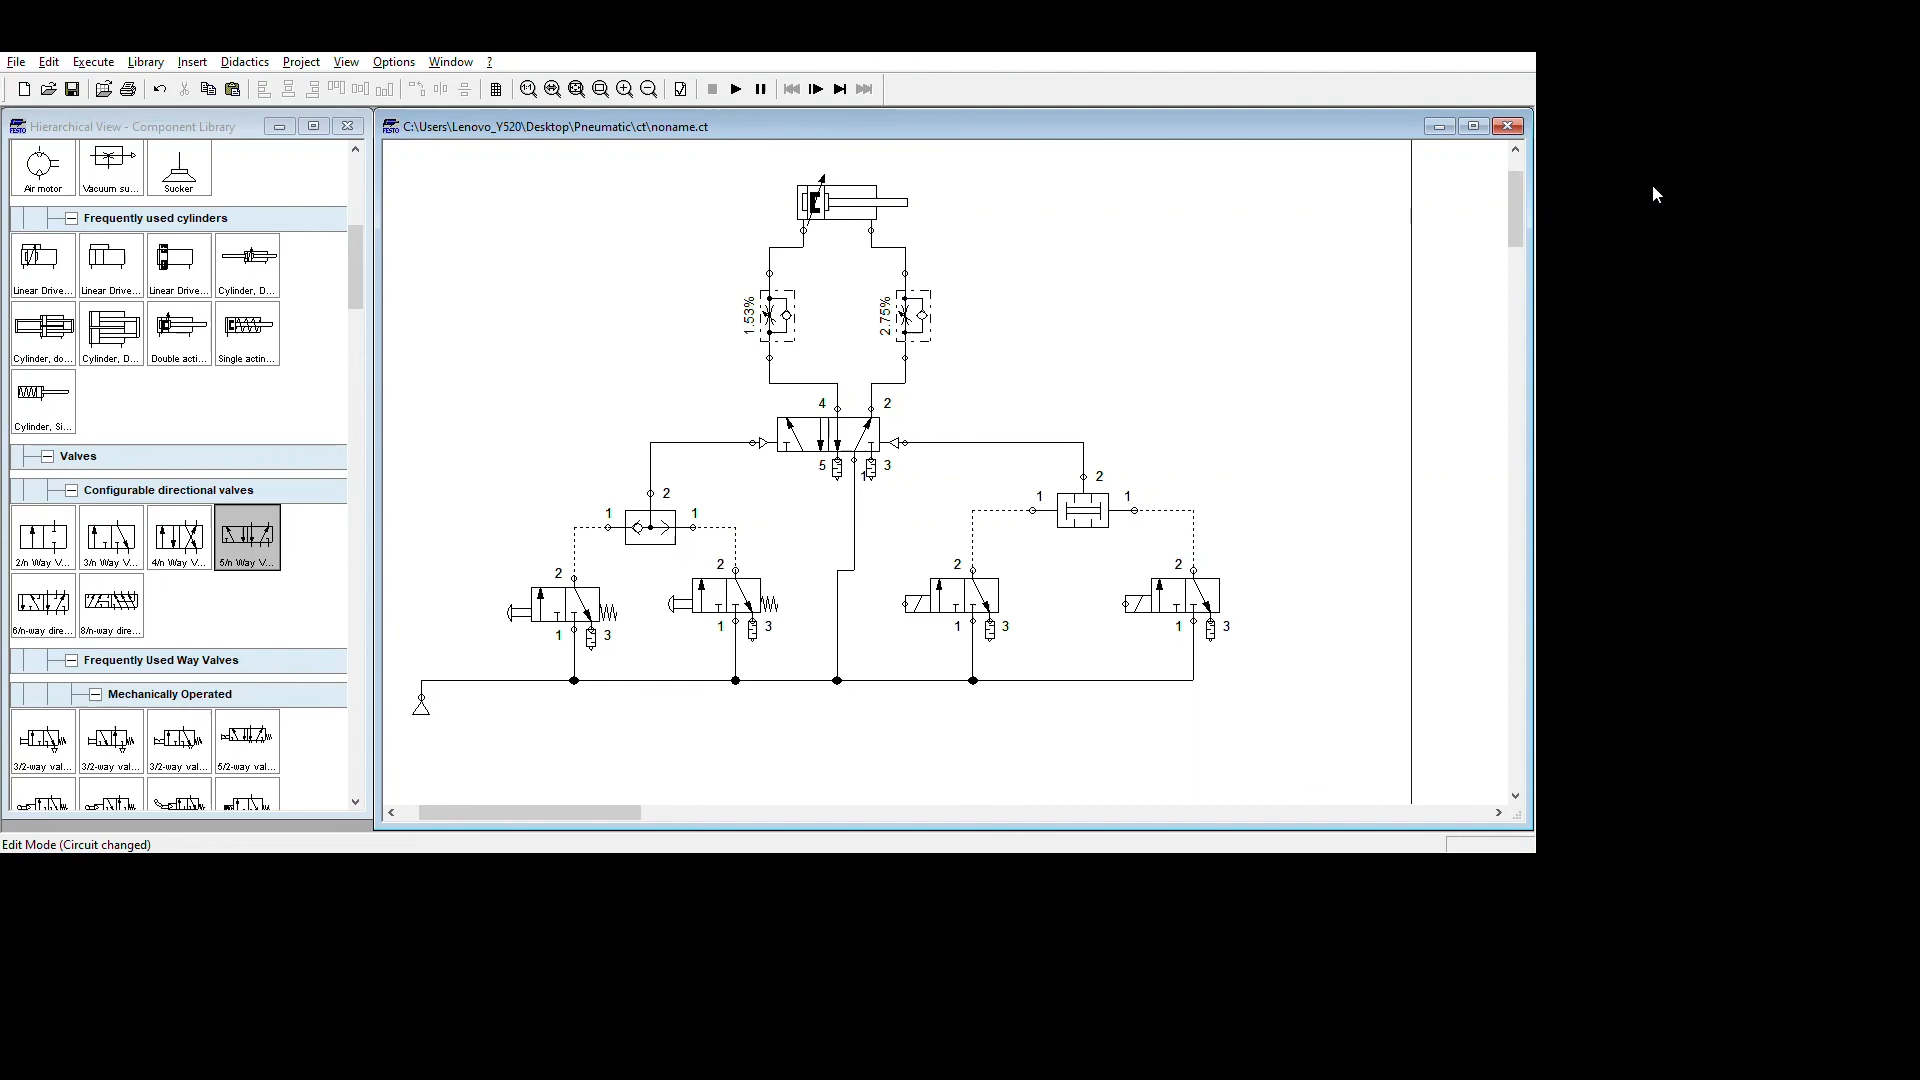 File Edit Execute Library Insert Didactics Project View Options Window ?
FESTO Hierarchical View - Component Library
FESTO C:\Users\Lenovo_Y520\Desktop\Pneumatic\ct\noname.ct
Air motor Vacuum su... Sucker
Frequently used cylinders
Linear Drive... Linear Drive... Linear Drive... Cylinder, D...
Cylinder, do... Cylinder, D... Double acti... Single actin...
Cylinder, Si...
Valves
Configurable directional valves
2/n Way V... 3/n Way V... 4/n Way V... 5/n Way V...
6/n-way dire... 8/n-way dire...
Frequently Used Way Valves
Mechanically Operated
3/2-way val... 3/2-way val... 3/2-way val... 5/2-way val...
1.53% 2.75%
4 2
5 1 3
2 2
1 1 1 1
2 2 2 2
1 3 1 3 1 3 1 3
Edit Mode (Circuit changed)